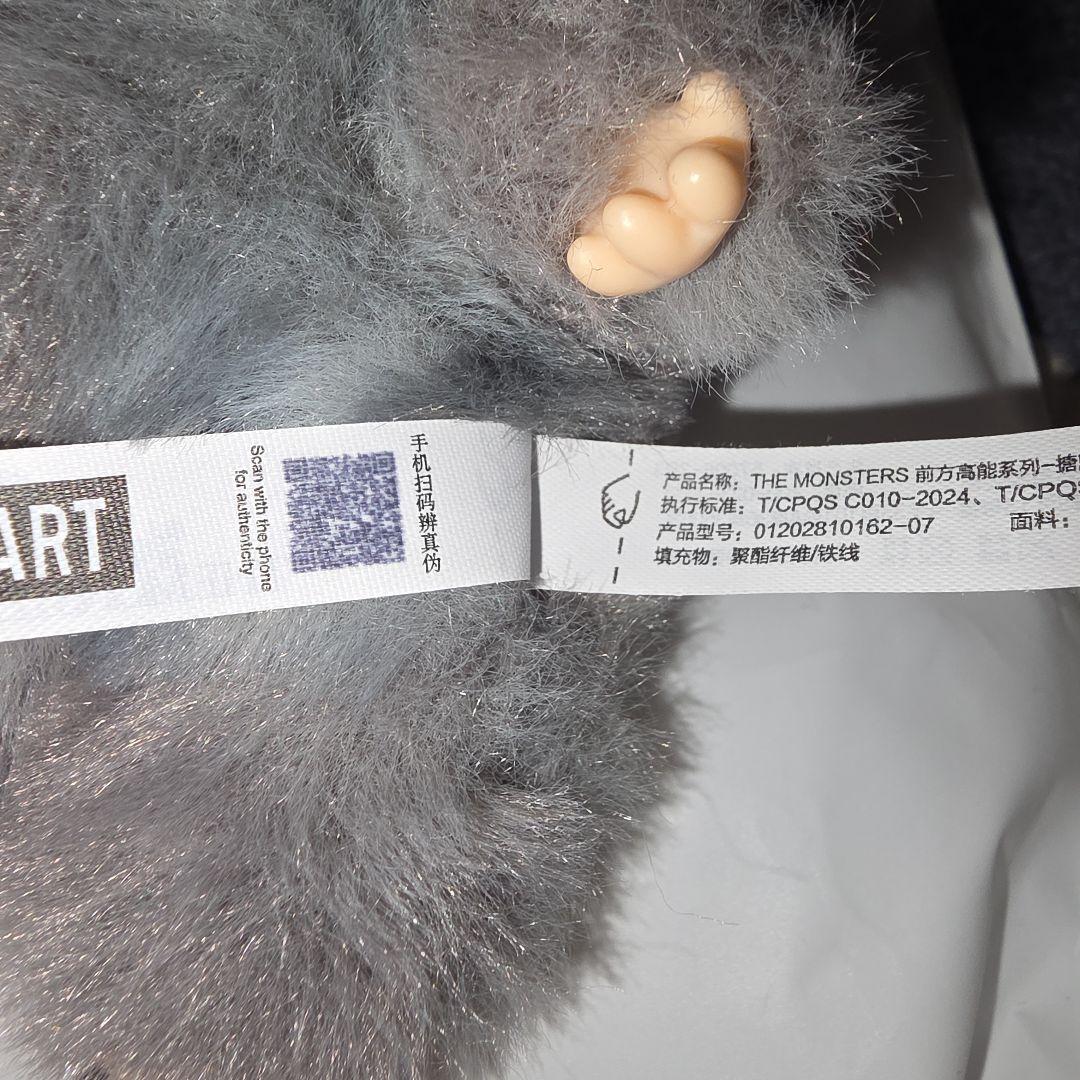 ART
Scan with the phone
for authenticity
手机扫码辨真伪
产品名称：THE MONSTERS 前方高能系列-搪
执行标准：T/CPQS C010-2024、T/CPQS
产品型号：01202810162-07
面料：
填充物：聚酯纤维/铁线